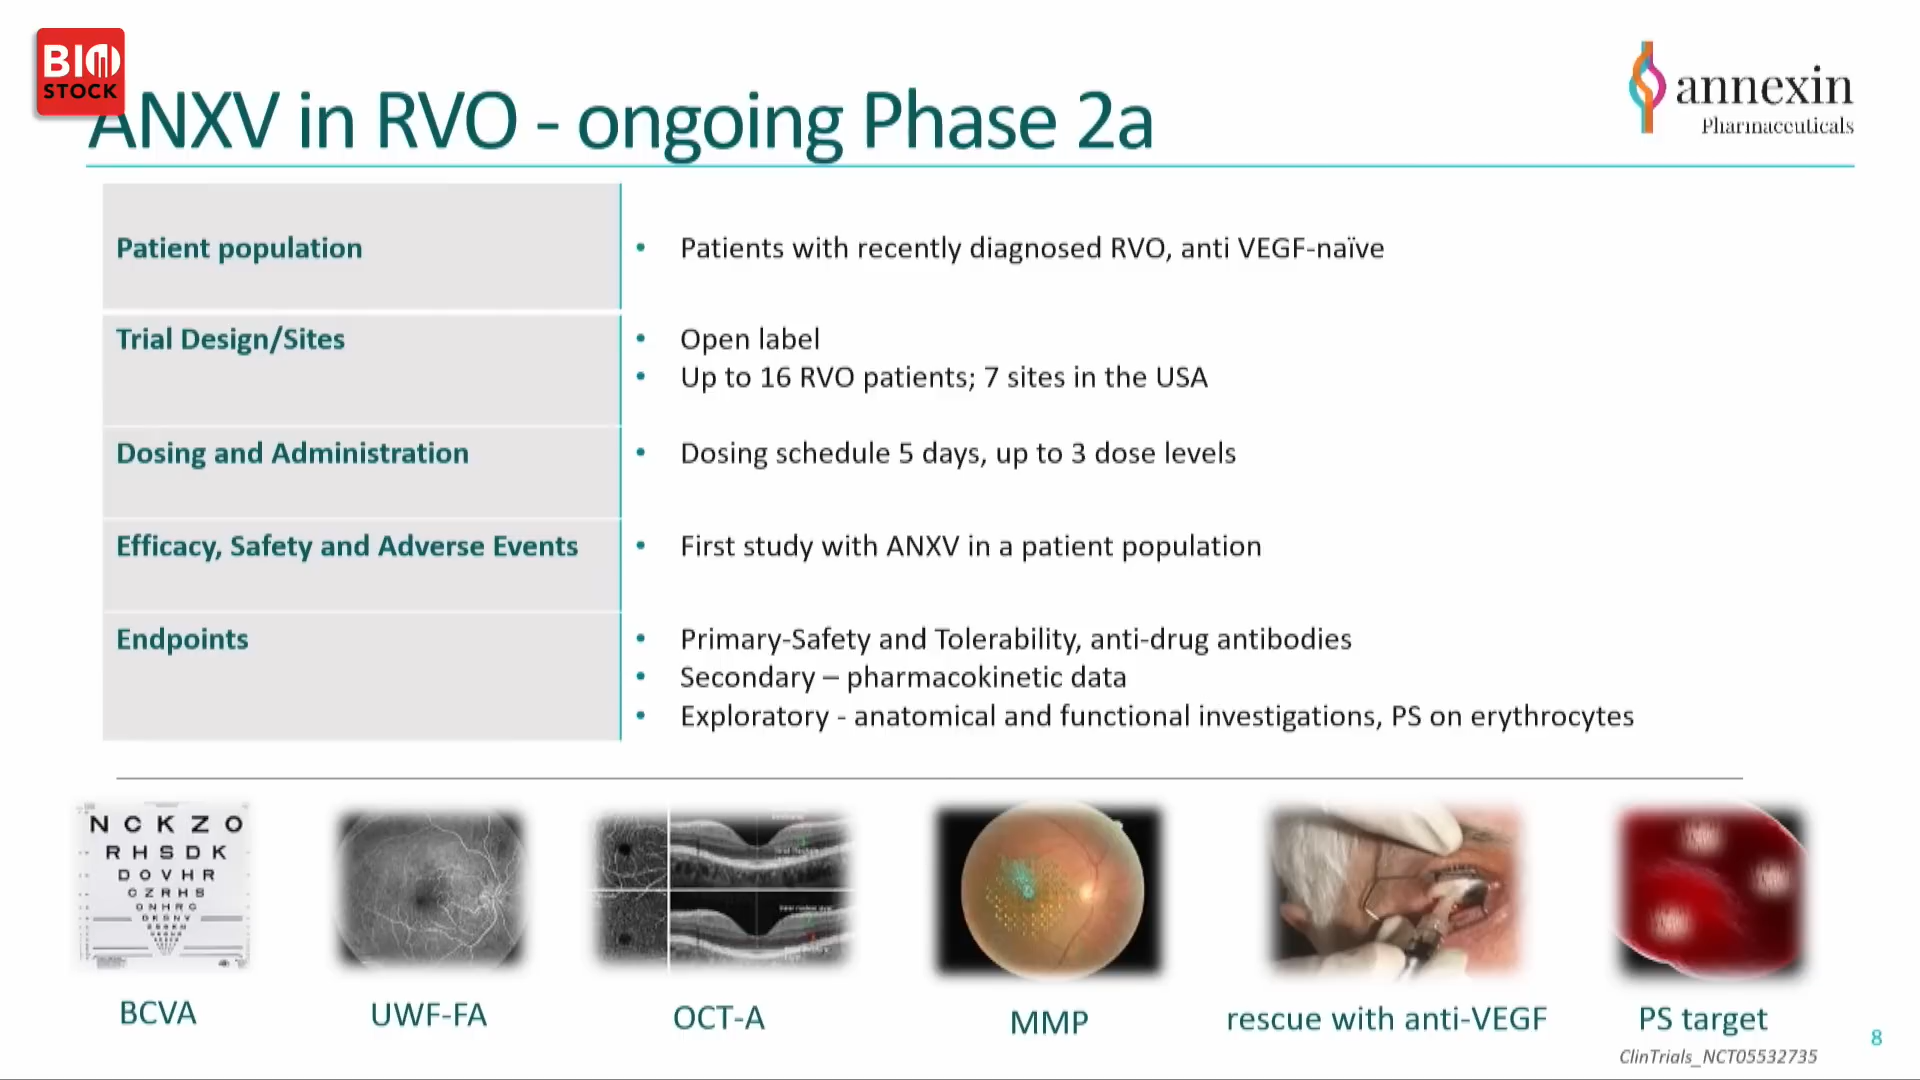 BIO
STOCK
ANXV in RVO - ongoing Phase 2a
annexin
Pharmaceuticals
Patient population
• Patients with recently diagnosed RVO, anti VEGF-naïve
Trial Design/Sites
• Open label
• Up to 16 RVO patients; 7 sites in the USA
Dosing and Administration
• Dosing schedule 5 days, up to 3 dose levels
Efficacy, Safety and Adverse Events
• First study with ANXV in a patient population
Endpoints
• Primary-Safety and Tolerability, anti-drug antibodies
• Secondary – pharmacokinetic data
• Exploratory - anatomical and functional investigations, PS on erythrocytes
N C K Z O
R H S D K
D O V H R
C Z R H S
O N H R C
BCVA
UWF-FA
OCT-A
MMP
rescue with anti-VEGF
PS target
ClinTrials_NCT05532735
8